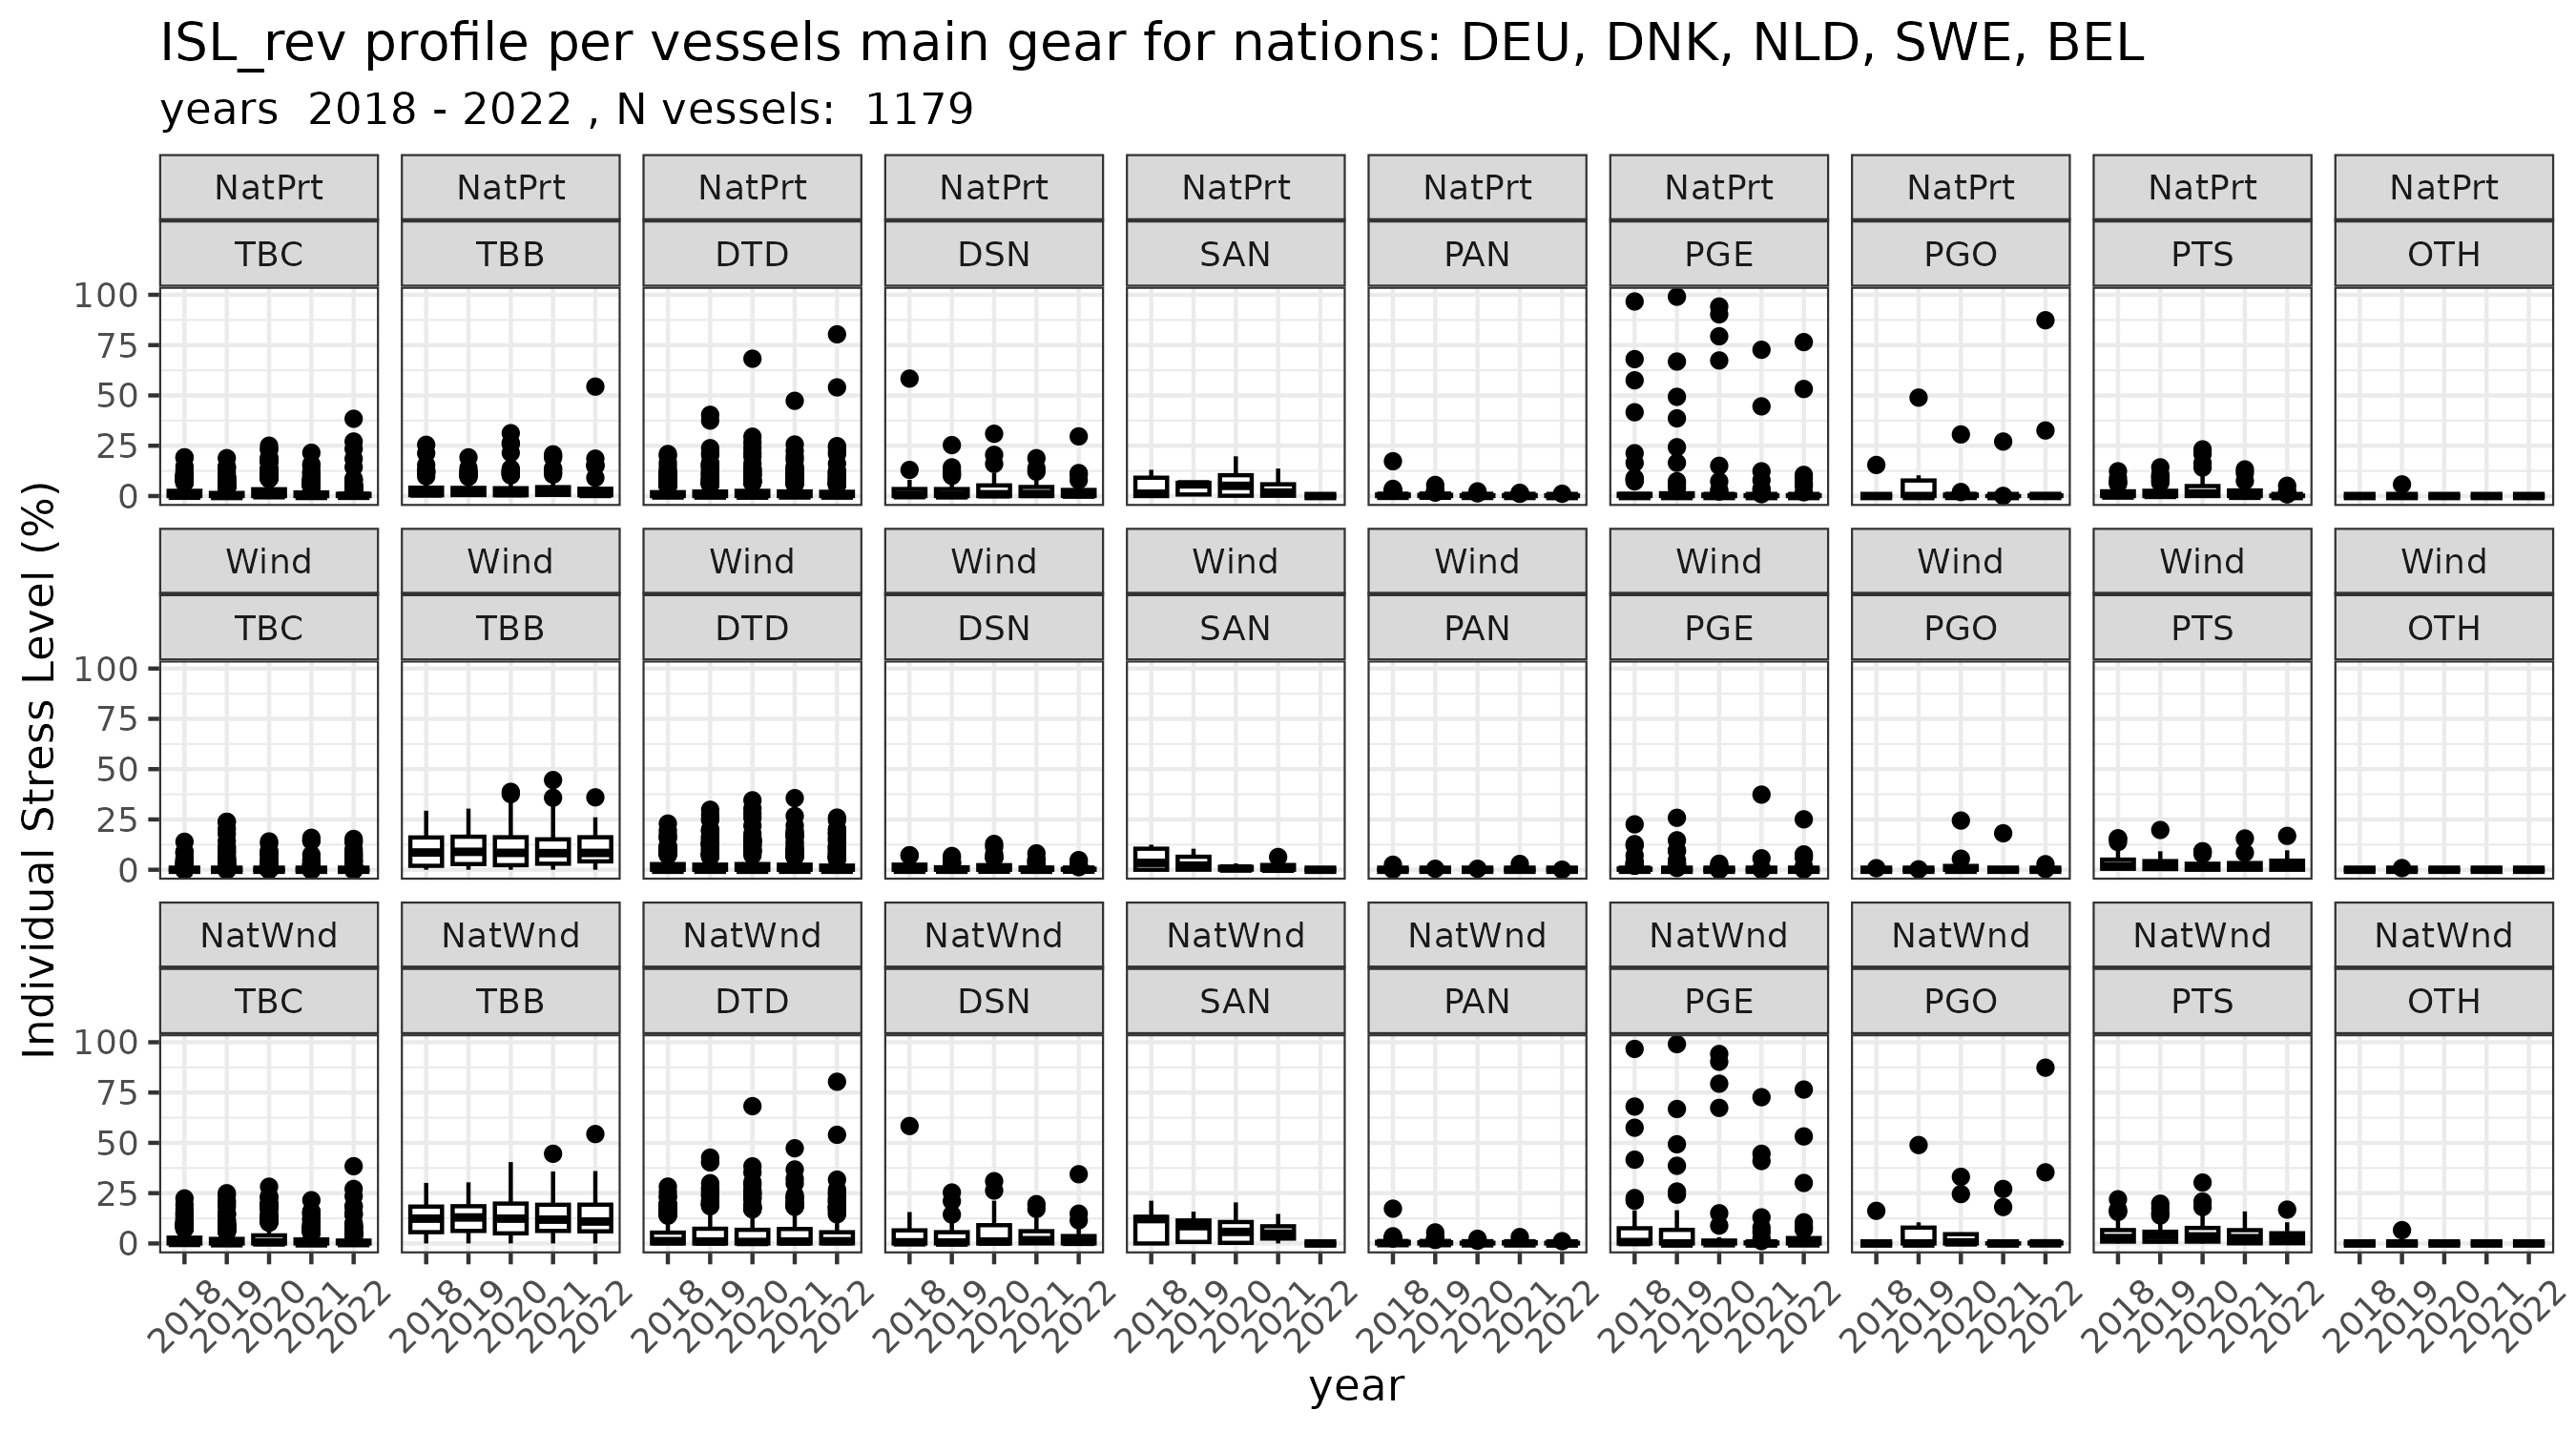 ISL_rev profile per vessels main gear for nations: DEU, DNK, NLD, SWE, BEL
years  2018 - 2022 , N vessels:  1179
NatPrt NatPrt NatPrt NatPrt NatPrt NatPrt NatPrt NatPrt NatPrt NatPrt
TBC TBB DTD DSN SAN PAN PGE PGO PTS OTH
100
75
50
25
0
Wind Wind Wind Wind Wind Wind Wind Wind Wind Wind
TBC TBB DTD DSN SAN PAN PGE PGO PTS OTH
100
75
50
25
0
NatWnd NatWnd NatWnd NatWnd NatWnd NatWnd NatWnd NatWnd NatWnd NatWnd
TBC TBB DTD DSN SAN PAN PGE PGO PTS OTH
100
75
50
25
0
Individual Stress Level (%)
2018 2019 2020 2021 2022 2018 2019 2020 2021 2022 2018 2019 2020 2021 2022 2018 2019 2020 2021 2022 2018 2019 2020 2021 2022 2018 2019 2020 2021 2022 2018 2019 2020 2021 2022 2018 2019 2020 2021 2022 2018 2019 2020 2021 2022 2018 2019 2020 2021 2022
year